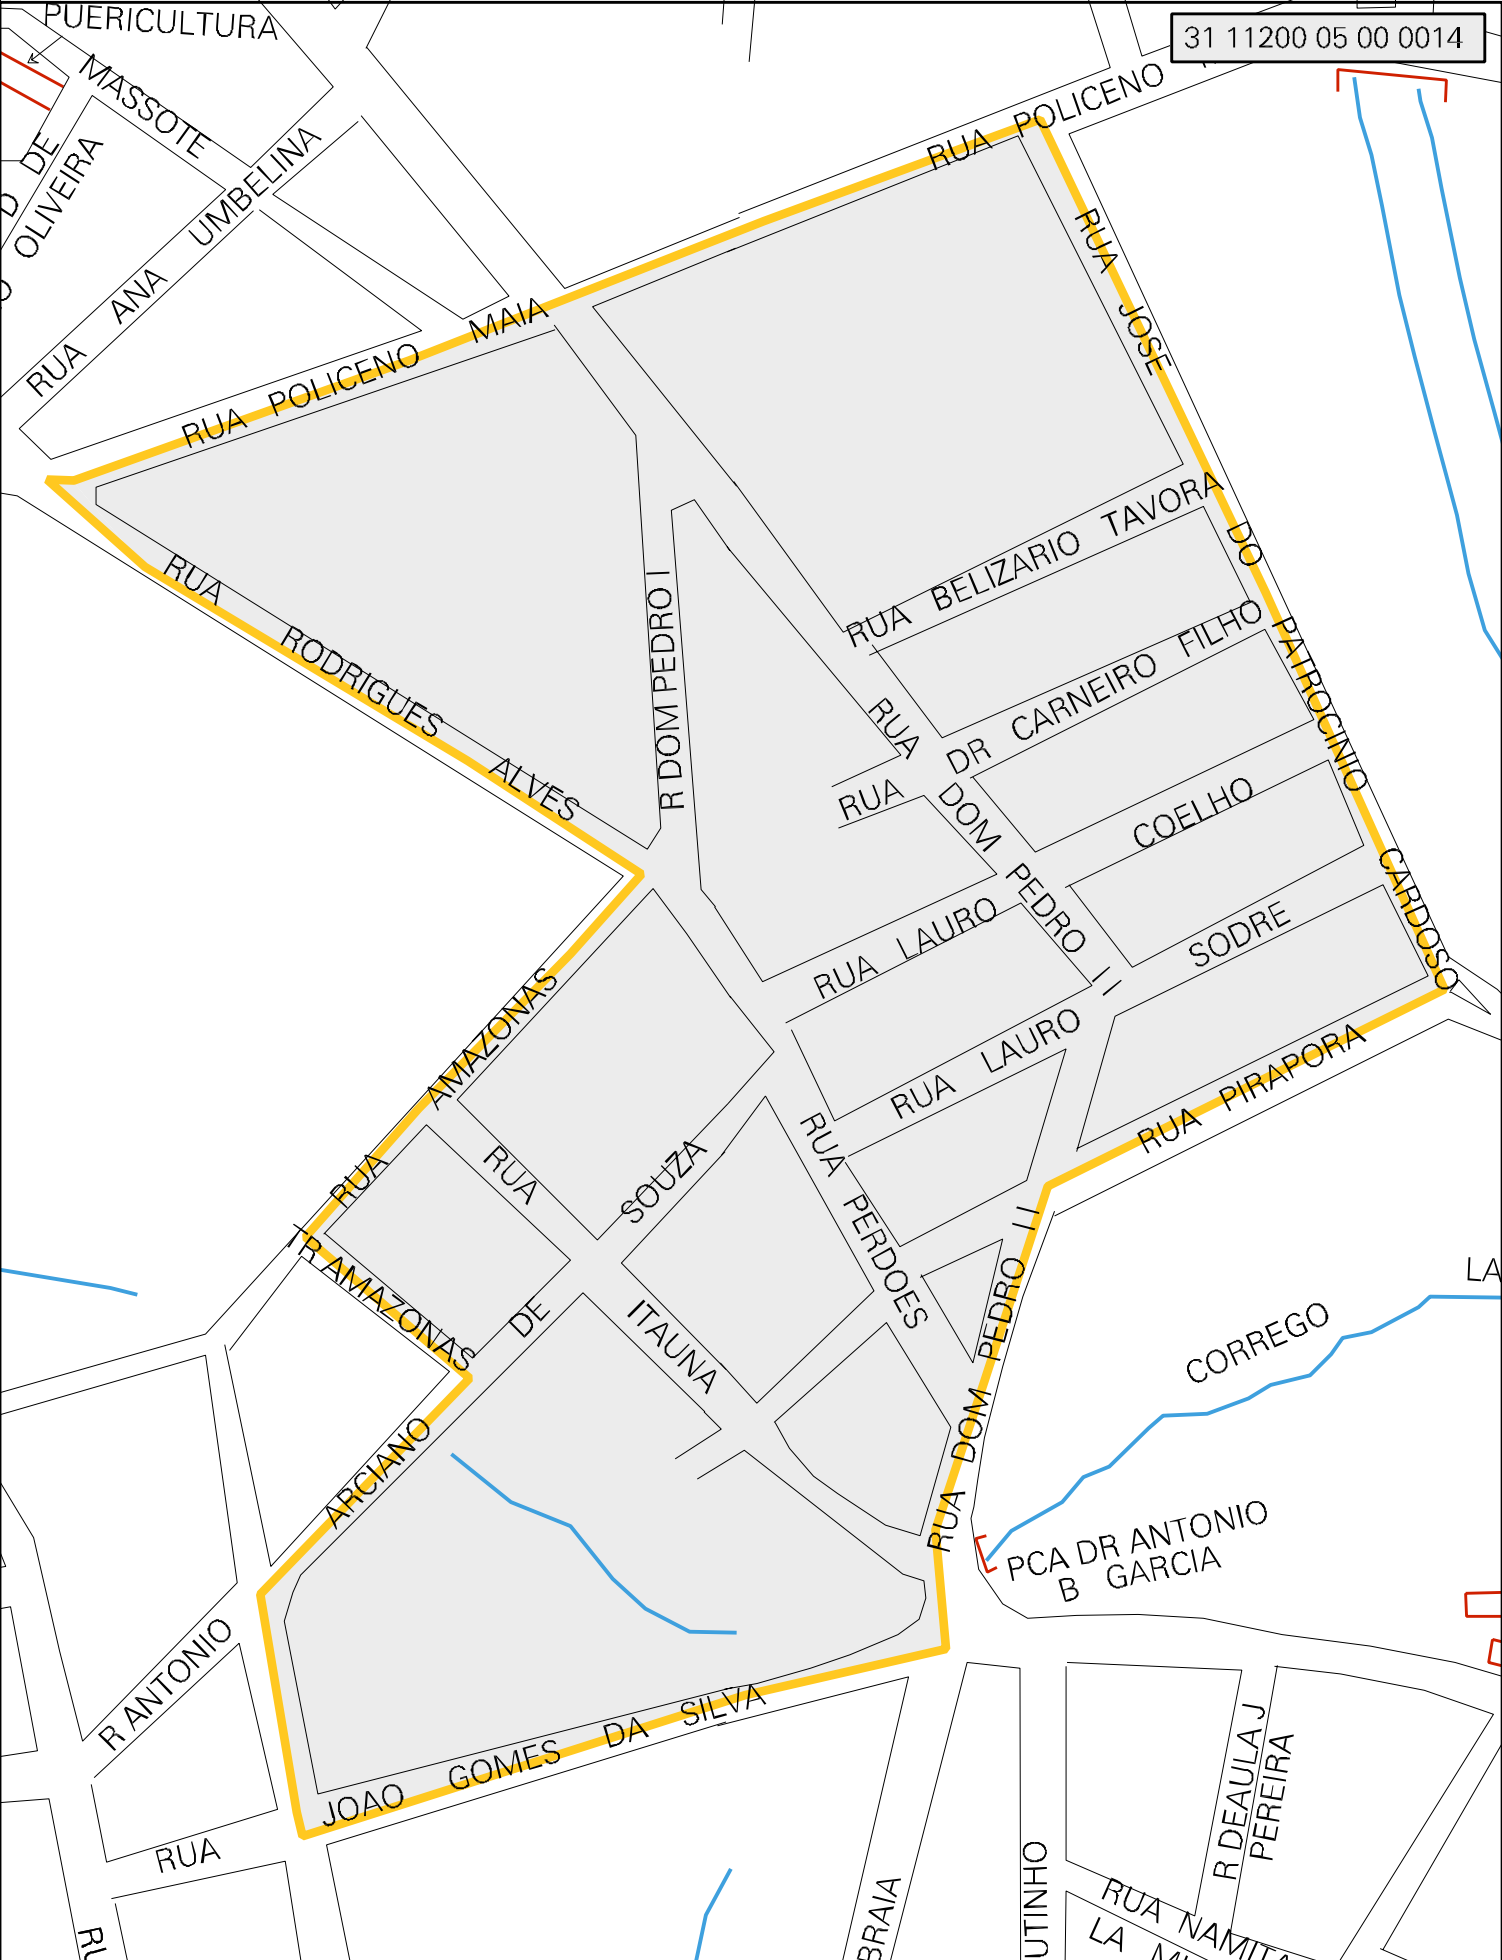 PUERICULTURA
31 11200 05 00 0014
MASSOTE
RUA POLICENO
D DE
OLIVEIRA
RUA ANA UMBELINA
RUA POLICENO MAIA
RUA JOSE DO PATROCINIO CARDOSO
RUA RODRIGUES ALVES
R DOM PEDRO I
RUA BELIZARIO TAVORA
RUA DR CARNEIRO FILHO
RUA DOM PEDRO II
COELHO
RUA LAURO SODRE
RUA LAURO
RUA AMAZONAS
RUA PIRAPORA
RUA ITAUNA
RUA PERDOES
TR AMAZONAS
ARCIANO DE SOUZA
RUA DOM PEDRO II
LA
CORREGO
PCA DR ANTONIO
B GARCIA
R ANTONIO
RUA JOAO GOMES DA SILVA
R DEAULA J
PEREIRA
RUA NAMITA
LA
UTINHO
BRAIA
RU